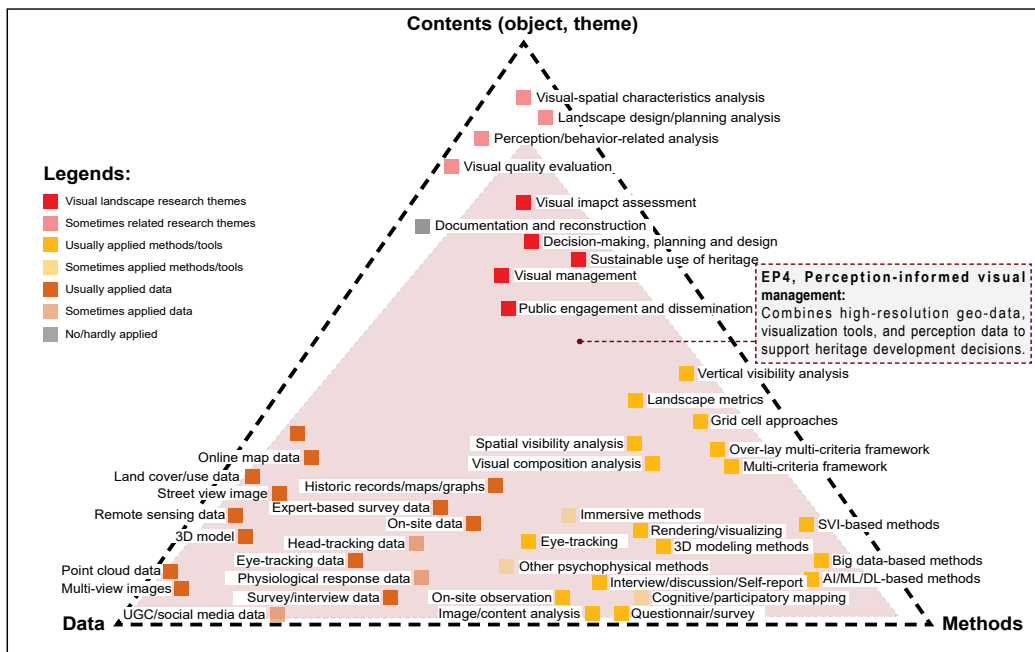 Contents (object, theme)
Visual-spatial characteristics analysis
Landscape design/planning analysis
Perception/behavior-related analysis
Visual quality evaluation
Legends:
Visual landscape research themes
Sometimes related research themes
Usually applied methods/tools
Sometimes applied methods/tools
Usually applied data
Sometimes applied data
No/hardly applied
Visual imapct assessment
Documentation and reconstruction
Decision-making, planning and design
Sustainable use of heritage
Visual management
Public engagement and dissemination
EP4, Perception-informed visual
management:
Combines high-resolution geo-data,
visualization tools, and perception data to
support heritage development decisions.
Vertical visibility analysis
Landscape metrics
Grid cell approaches
Spatial visibility analysis
Over-lay multi-criteria framework
Visual composition analysis
Multi-criteria framework
Online map data
Land cover/use data
Street view image
Historic records/maps/graphs
Expert-based survey data
Remote sensing data
On-site data
3D model
Head-tracking data
Eye-tracking data
Point cloud data
Physiological response data
Multi-view images
Survey/interview data
UGC/social media data
Immersive methods
SVI-based methods
Rendering/visualizing
Eye-tracking
3D modeling methods
Big data-based methods
Other psychophysical methods
AI/ML/DL-based methods
Interview/discussion/Self-report
On-site observation
Cognitive/participatory mapping
Image/content analysis
Questionnair/survey
Data
Methods